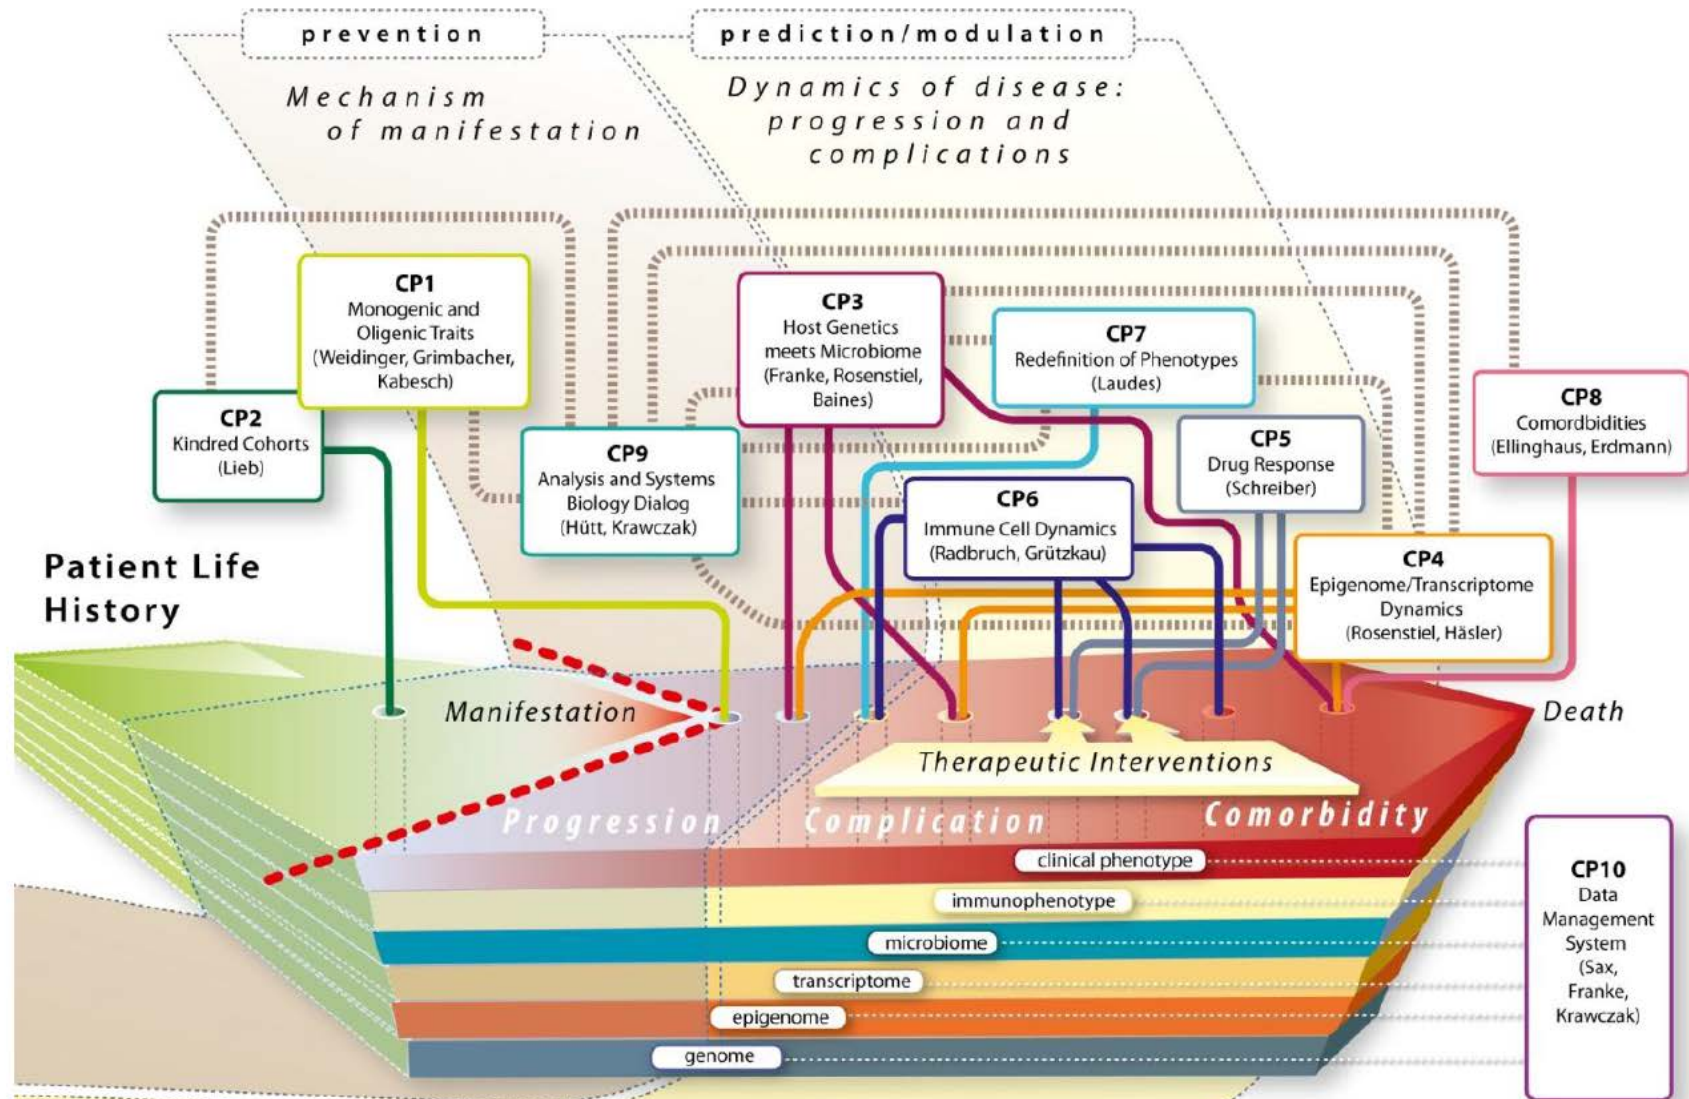 prevention
prediction/modulation
Mechanism
of manifestation
Dynamics of disease:
progression and
complications
CP1
Monogenic and
Oligenic Traits
(Weidinger, Grimbacher,
Kabesch)
CP2
Kindred Cohorts
(Lieb)
CP9
Analysis and Systems
Biology Dialog
(Hütt, Krawczak)
CP3
Host Genetics
meets Microbiome
(Franke, Rosenstiel,
Baines)
CP7
Redefinition of Phenotypes
(Laudes)
CP5
Drug Response
(Schreiber)
CP8
Comordbidities
(Ellinghaus, Erdmann)
CP6
Immune Cell Dynamics
(Radbruch, Grützkau)
CP4
Epigenome/Transcriptome
Dynamics
(Rosenstiel, Häsler)
Patient Life
History
Manifestation
Death
Therapeutic Interventions
Progression
Complication
Comorbidity
clinical phenotype
immunophenotype
microbiome
transcriptome
epigenome
genome
CP10
Data
Management
System
(Sax,
Franke,
Krawczak)